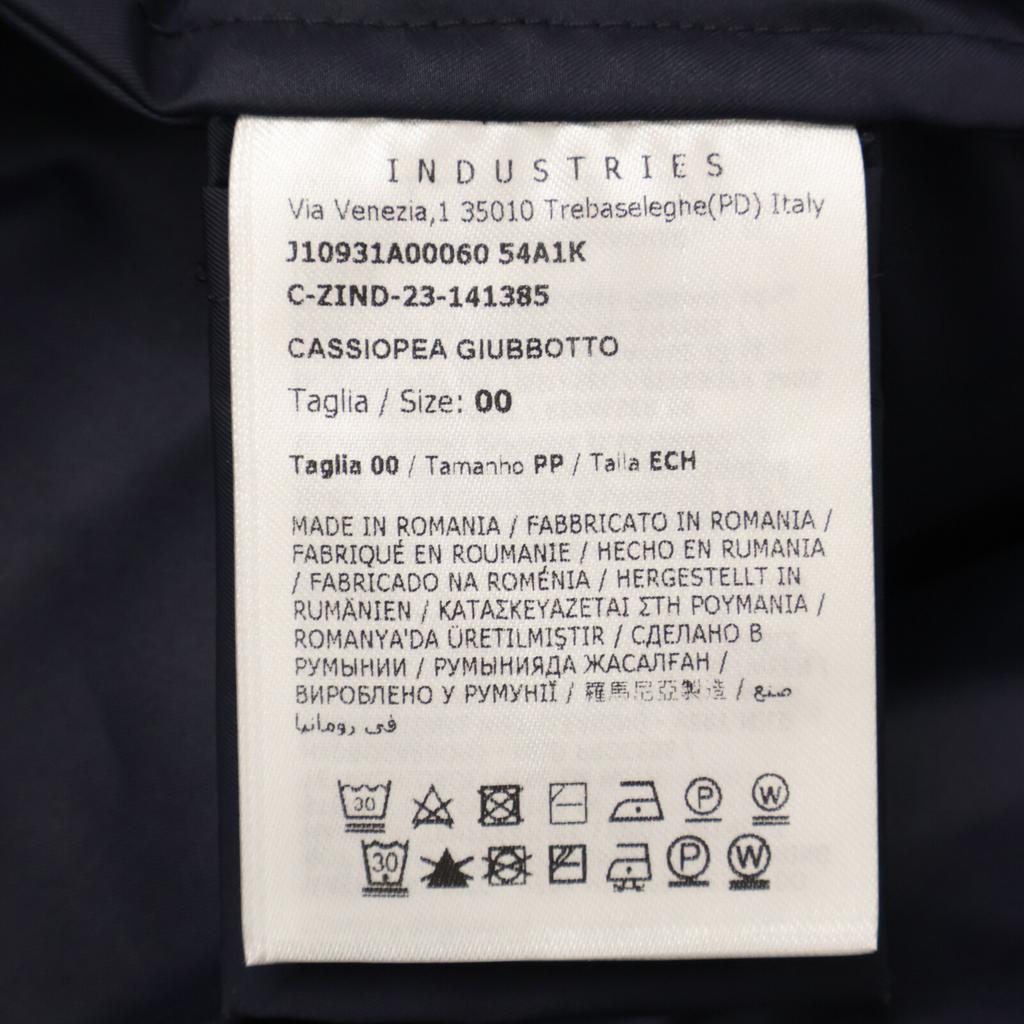 INDUSTRIES
Via Venezia,1 35010 Trebaseleghe(PD) Italy
J10931A00060 54A1K
C-ZIND-23-141385
CASSIOPEA GIUBBOTTO
Taglia / Size: 00
Taglia 00 / Tamanho PP / Talla ECH
MADE IN ROMANIA / FABBRICATO IN ROMANIA /
FABRIQUÉ EN ROUMANIE / HECHO EN RUMANIA
/ FABRICADO NA ROMÉNIA / HERGESTELLT IN
RUMÄNIEN / ΚΑΤΑΣΚΕΥΑΖΕΤΑΙ ΣΤΗ ΡΟΥΜΑΝΙΑ /
ROMANYA'DA ÜRETILMIŞTIR / СДЕЛАНО В
РУМЫНИИ / РУМЫНИЯДА ЖАСАЛҒАН /
ВИРОБЛЕНО У РУМУНІЇ / 羅馬尼亞製造 / صنع
في رومانيا
30 P W
30 P W